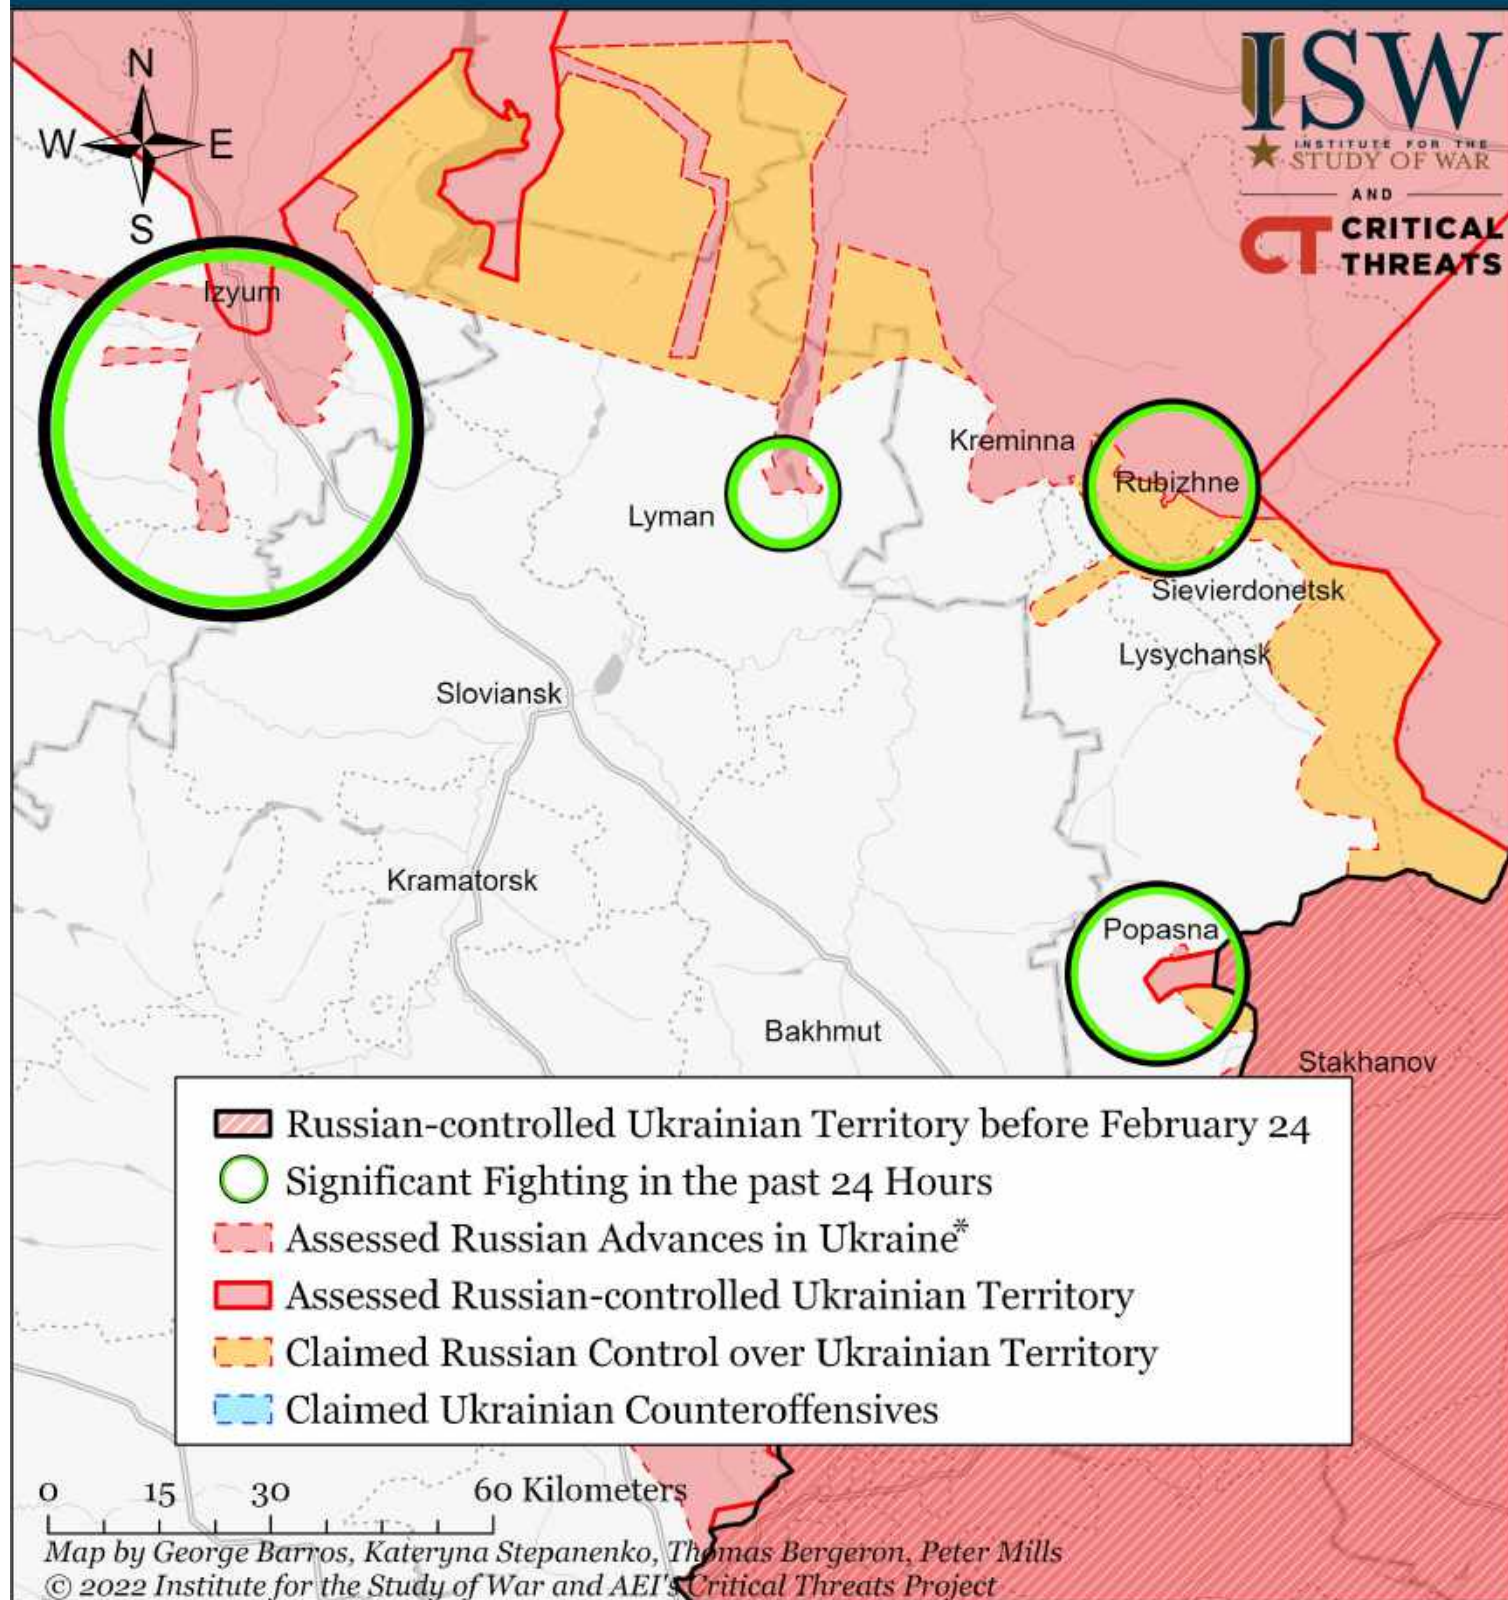 N
W E
S
ISW
INSTITUTE FOR THE
STUDY OF WAR
AND
CT CRITICAL
THREATS
Izyum
Kreminna
Rubizhne
Lyman
Sievierdonetsk
Lysychansk
Sloviansk
Kramatorsk
Popasna
Bakhmut
Stakhanov
Russian-controlled Ukrainian Territory before February 24
Significant Fighting in the past 24 Hours
Assessed Russian Advances in Ukraine*
Assessed Russian-controlled Ukrainian Territory
Claimed Russian Control over Ukrainian Territory
Claimed Ukrainian Counteroffensives
0 15 30 60 Kilometers
Map by George Barros, Kateryna Stepanenko, Thomas Bergeron, Peter Mills
© 2022 Institute for the Study of War and AEI's Critical Threats Project